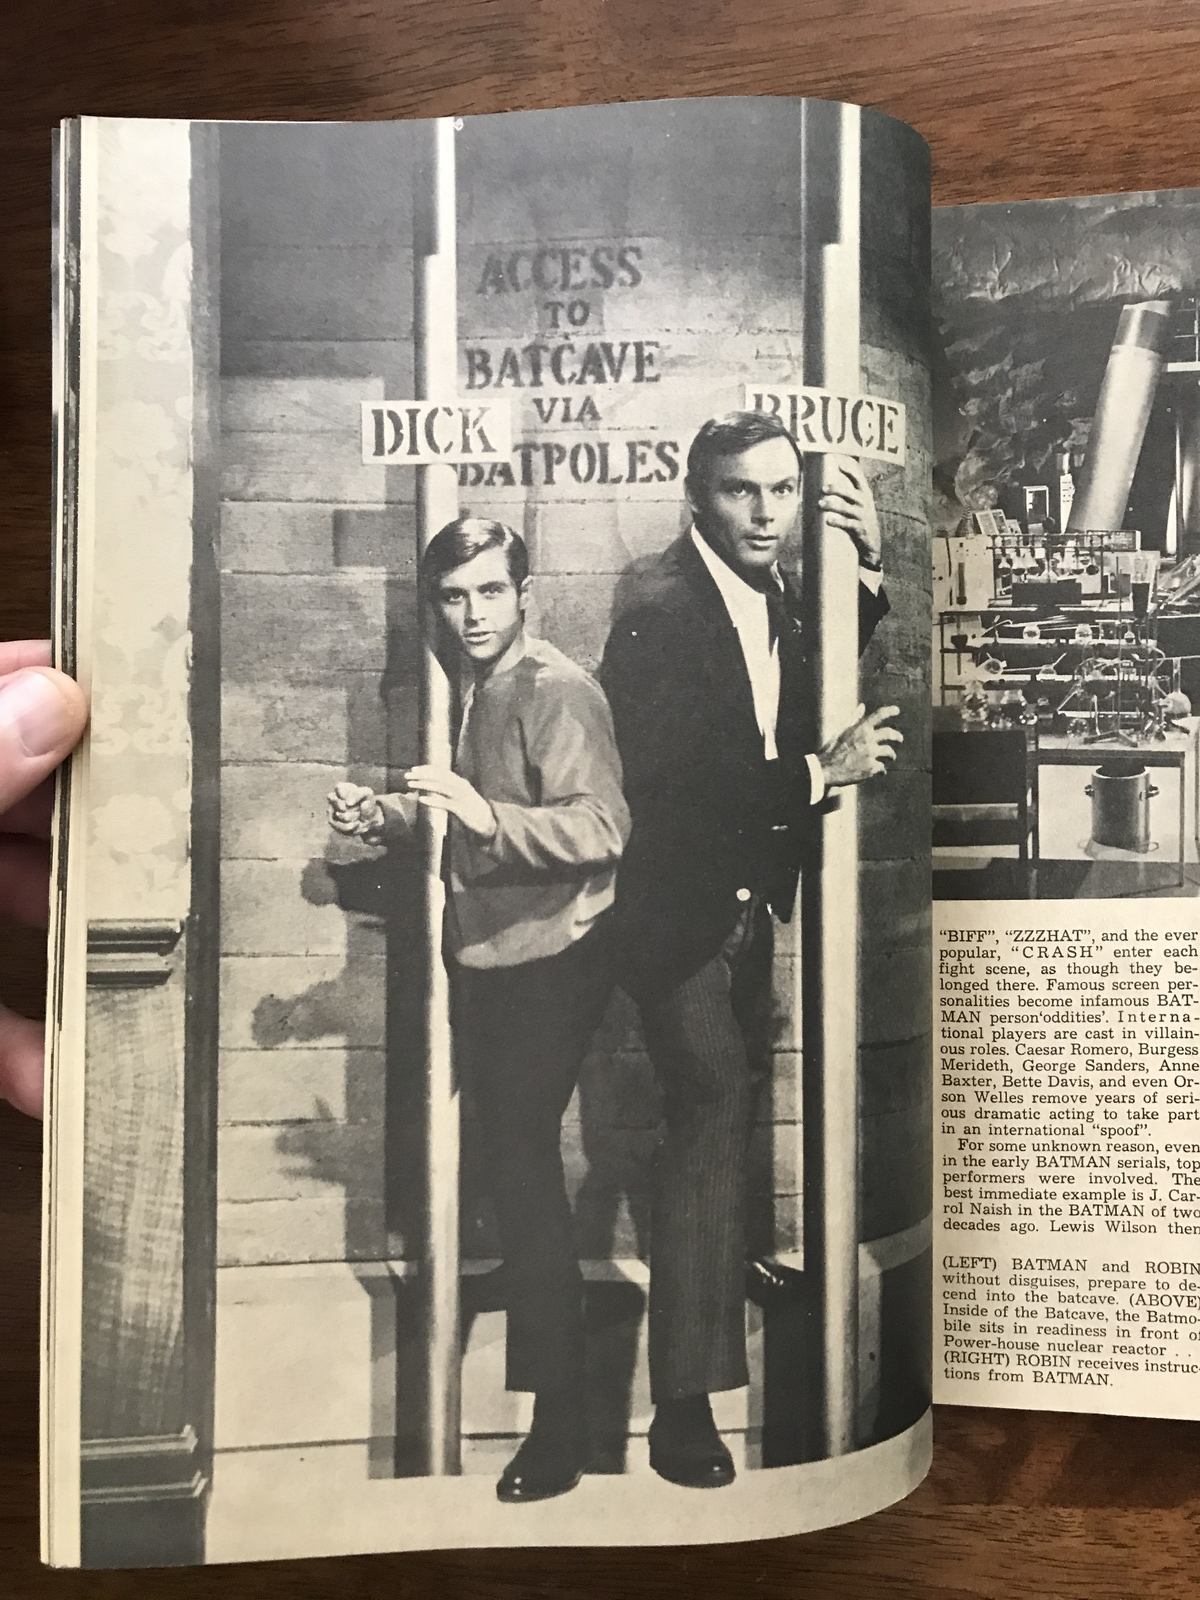 ACCESS
TO
BATCAVE
VIA
BATPOLES
DICK
BRUCE
“BIFF”, “ZZZHAT”, and the ever
popular, “CRASH” enter each
fight scene, as though they be-
longed there. Famous screen per-
sonalities become infamous BAT-
MAN person‘oddities’. Interna-
tional players are cast in villain-
ous roles. Caesar Romero, Burgess
Merideth, George Sanders, Anne
Baxter, Bette Davis, and even Or-
son Welles remove years of seri-
ous dramatic acting to take part
in an international “spoof”.
For some unknown reason, even
in the early BATMAN serials, top
performers were involved. The
best immediate example is J. Car-
rol Naish in the BATMAN of two
decades ago. Lewis Wilson then
(LEFT) BATMAN and ROBIN
without disguises, prepare to de-
cend into the batcave. (ABOVE)
Inside of the Batcave, the Batmo-
bile sits in readiness in front of
Power-house nuclear reactor . .
(RIGHT) ROBIN receives instruc-
tions from BATMAN.